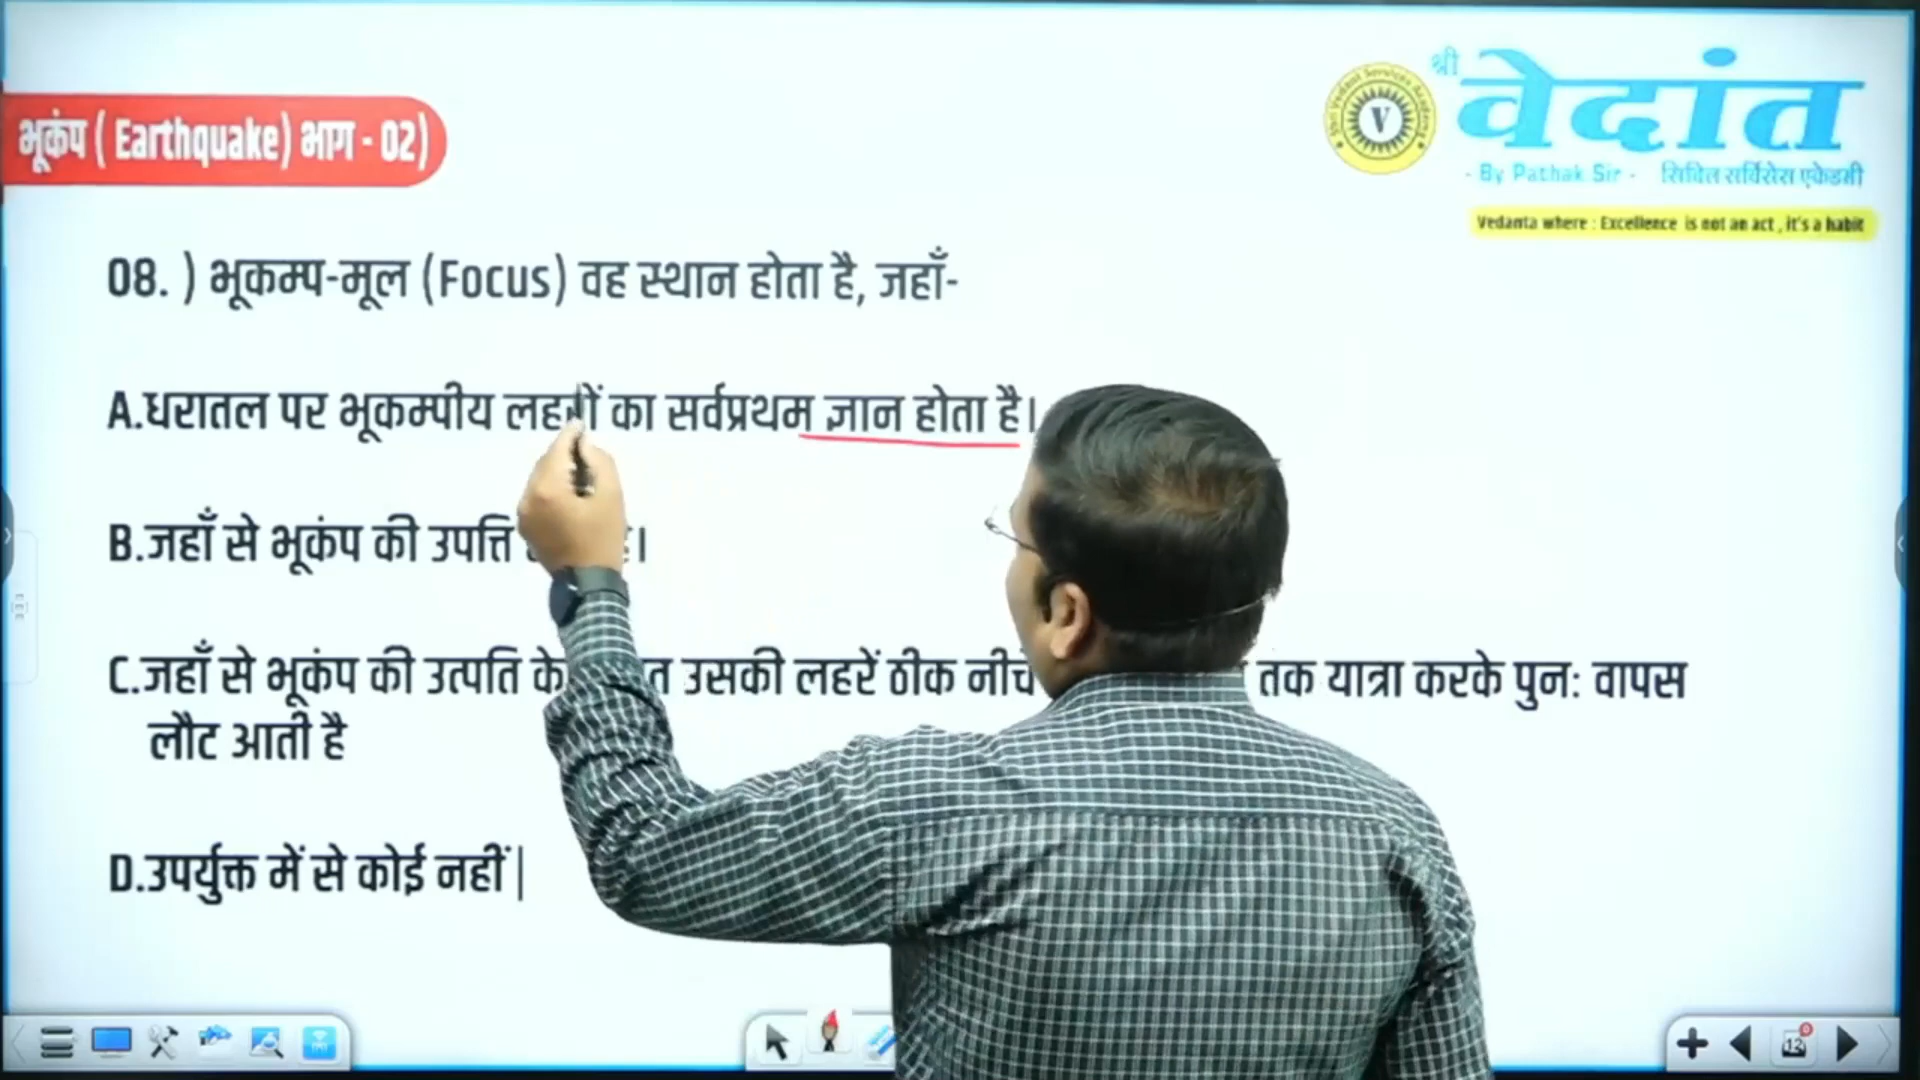 भूकंप ( Earthquake) भाग - 02)
श्री
वेदांत
- By Pathak Sir -   सिविल सर्विसेस एकेडमी
Vedanta where : Excellence is not an act , it's a habit
V
08. ) भूकम्प-मूल (Focus) वह स्थान होता है, जहाँ-
A.धरातल पर भूकम्पीय लहरों का सर्वप्रथम ज्ञान होता है।
B.जहाँ से भूकंप की उपत्ति है।
C.जहाँ से भूकंप की उत्पति के उसकी लहरें ठीक तक यात्रा करके पुनः वापस
लौट आती है
D.उपर्युक्त में से कोई नहीं|
12